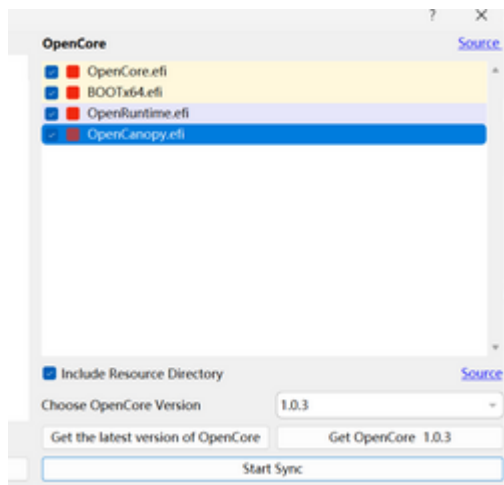 ?
OpenCore Source
OpenCore.efi
BOOTx64.efi
OpenRuntime.efi
OpenCanopy.efi
Include Resource Directory Source
Choose OpenCore Version 1.0.3
Get the latest version of OpenCore Get OpenCore 1.0.3
Start Sync